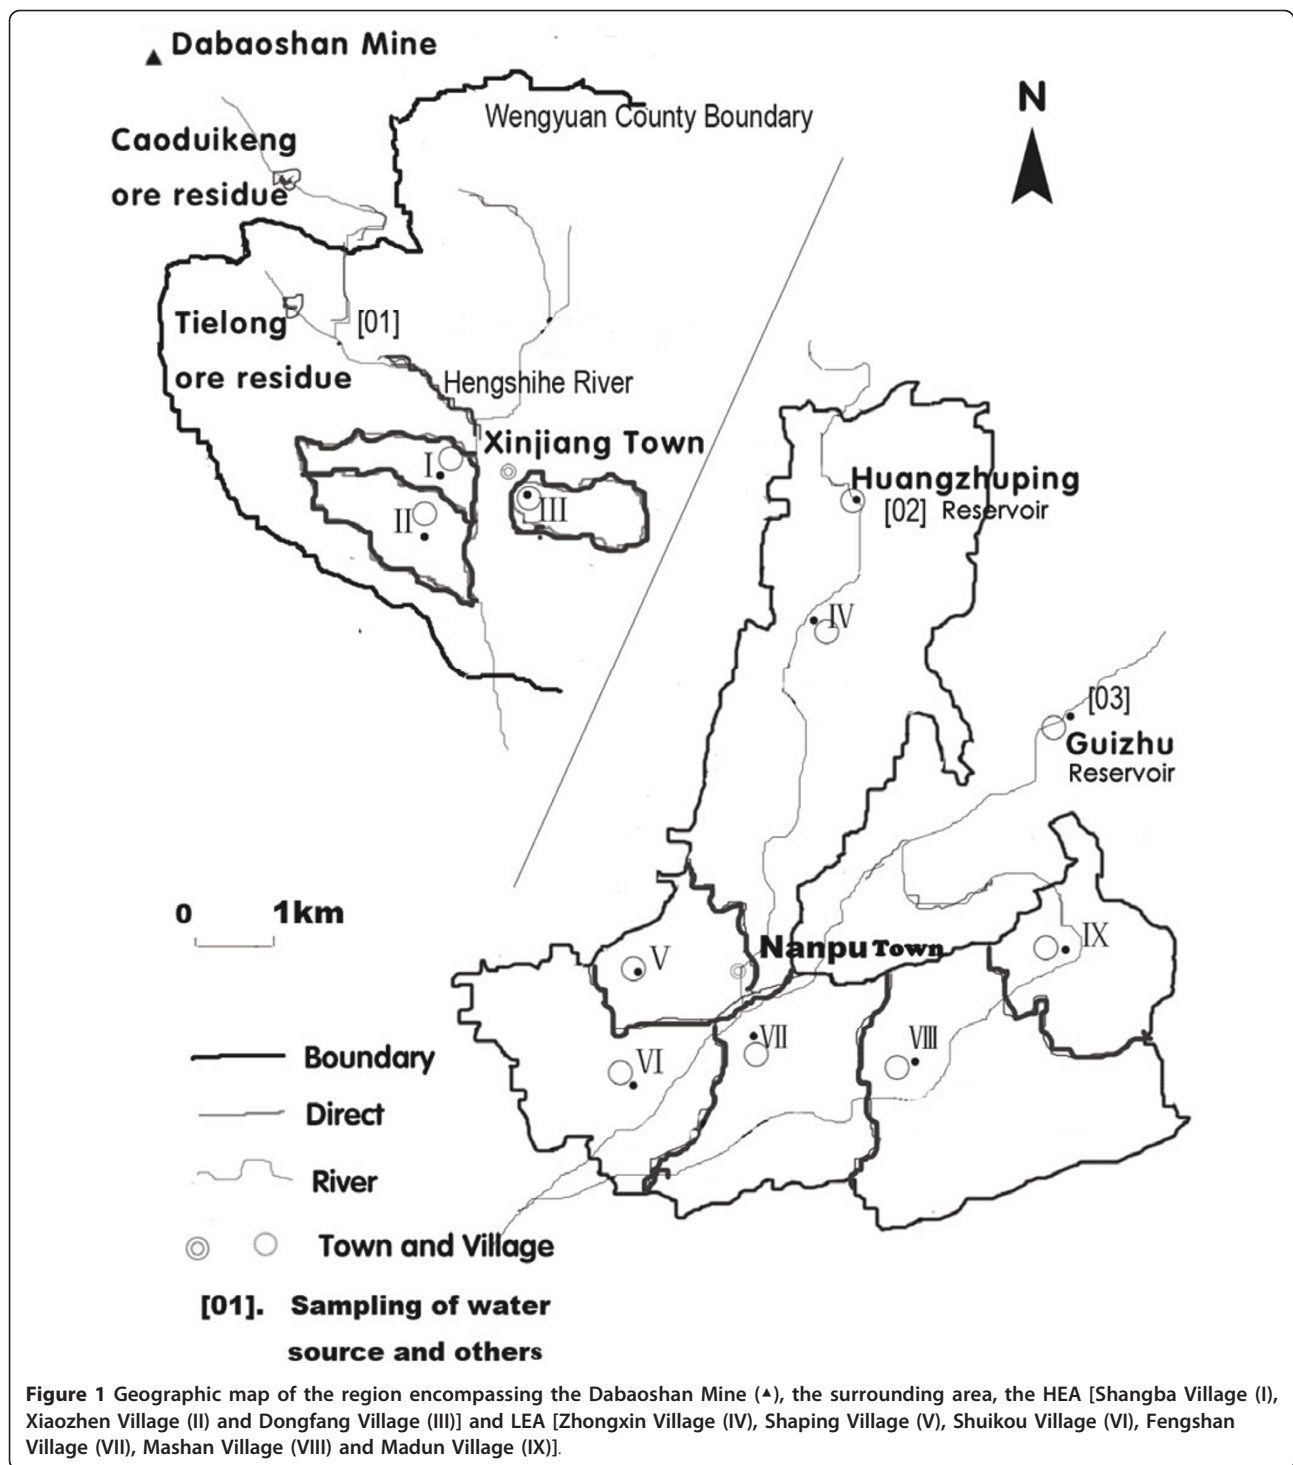 Dabaoshan Mine
N
Wengyuan County Boundary
Caoduikeng
ore residue
Tielong
ore residue
[01]
Hengshihe River
Xinjiang Town
I
II
III
Huangzhuping
[02] Reservoir
IV
[03]
Guizhu
Reservoir
0 1km
V
Nanpu Town
IX
VI
VII
VIII
Boundary
Direct
River
Town and Village
[01]. Sampling of water
source and others
Figure 1 Geographic map of the region encompassing the Dabaoshan Mine (▲), the surrounding area, the HEA [Shangba Village (I),
Xiaozhen Village (II) and Dongfang Village (III)] and LEA [Zhongxin Village (IV), Shaping Village (V), Shuikou Village (VI), Fengshan
Village (VII), Mashan Village (VIII) and Madun Village (IX)].